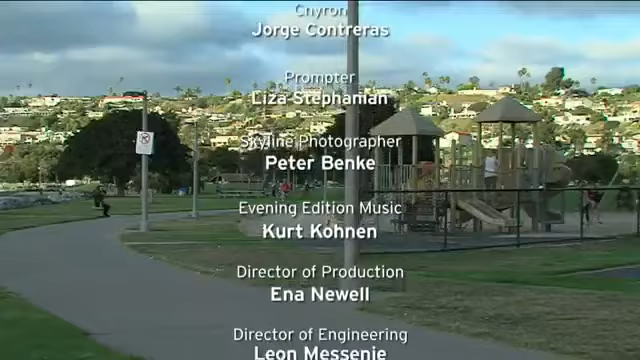 Chyron
Jorge Contreras
Prompter
Liza Stephanian
Skyline Photographer
Peter Benke
Evening Edition Music
Kurt Kohnen
Director of Production
Ena Newell
Director of Engineering
Leon Messenie